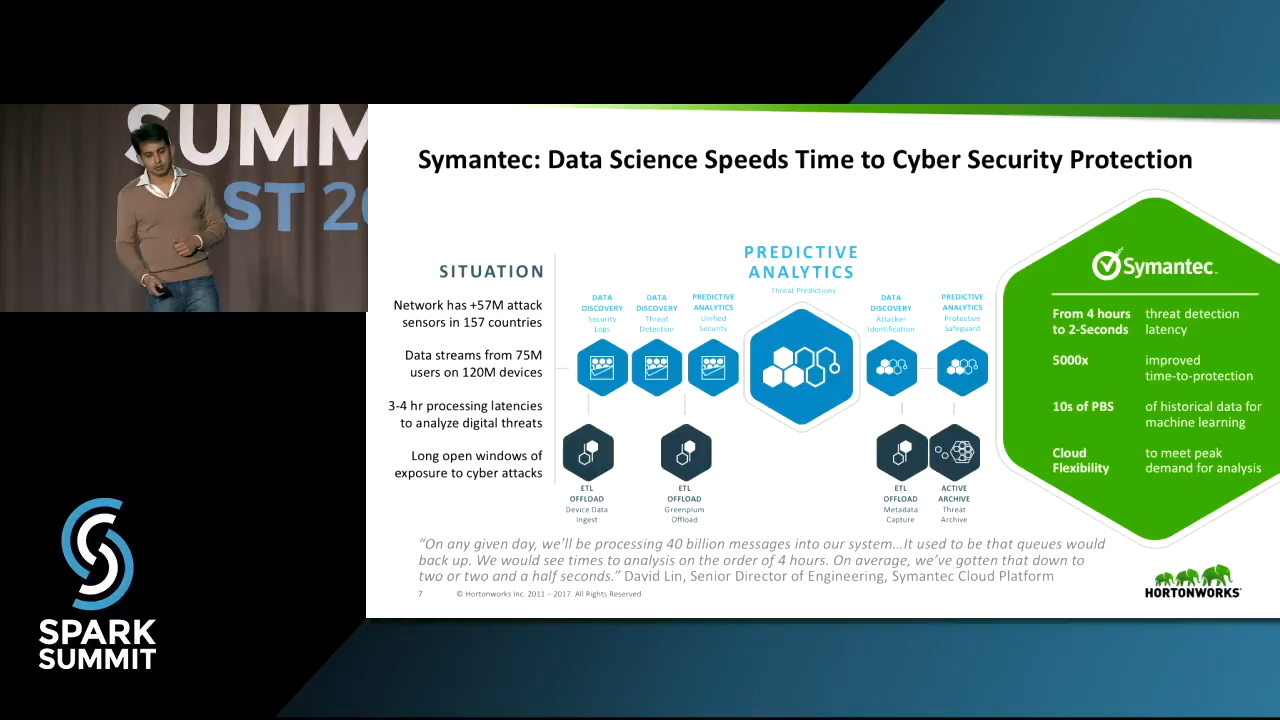 SUMM
ST 20
Symantec: Data Science Speeds Time to Cyber Security Protection
SITUATION
Network has +57M attack
sensors in 157 countries
Data streams from 75M
users on 120M devices
3-4 hr processing latencies
to analyze digital threats
Long open windows of
exposure to cyber attacks
PREDICTIVE
ANALYTICS
Threat Predictions
DATA
DISCOVERY
Security
Logs
DATA
DISCOVERY
Threat
Detection
PREDICTIVE
ANALYTICS
Unified
Security
DATA
DISCOVERY
Attacker
Identification
PREDICTIVE
ANALYTICS
Protective
Safeguard
ETL
OFFLOAD
Device Data
Ingest
ETL
OFFLOAD
Greenplum
Offload
ETL
OFFLOAD
Metadata
Capture
ACTIVE
ARCHIVE
Threat
Archive
Symantec™
From 4 hours threat detection
to 2-Seconds latency
5000x improved
time-to-protection
10s of PBS of historical data for
machine learning
Cloud to meet peak
Flexibility demand for analysis
“On any given day, we’ll be processing 40 billion messages into our system...It used to be that queues would
back up. We would see times to analysis on the order of 4 hours. On average, we’ve gotten that down to
two or two and a half seconds.” David Lin, Senior Director of Engineering, Symantec Cloud Platform
7 © Hortonworks Inc. 2011 – 2017. All Rights Reserved
HORTONWORKS
SPARK
SUMMIT